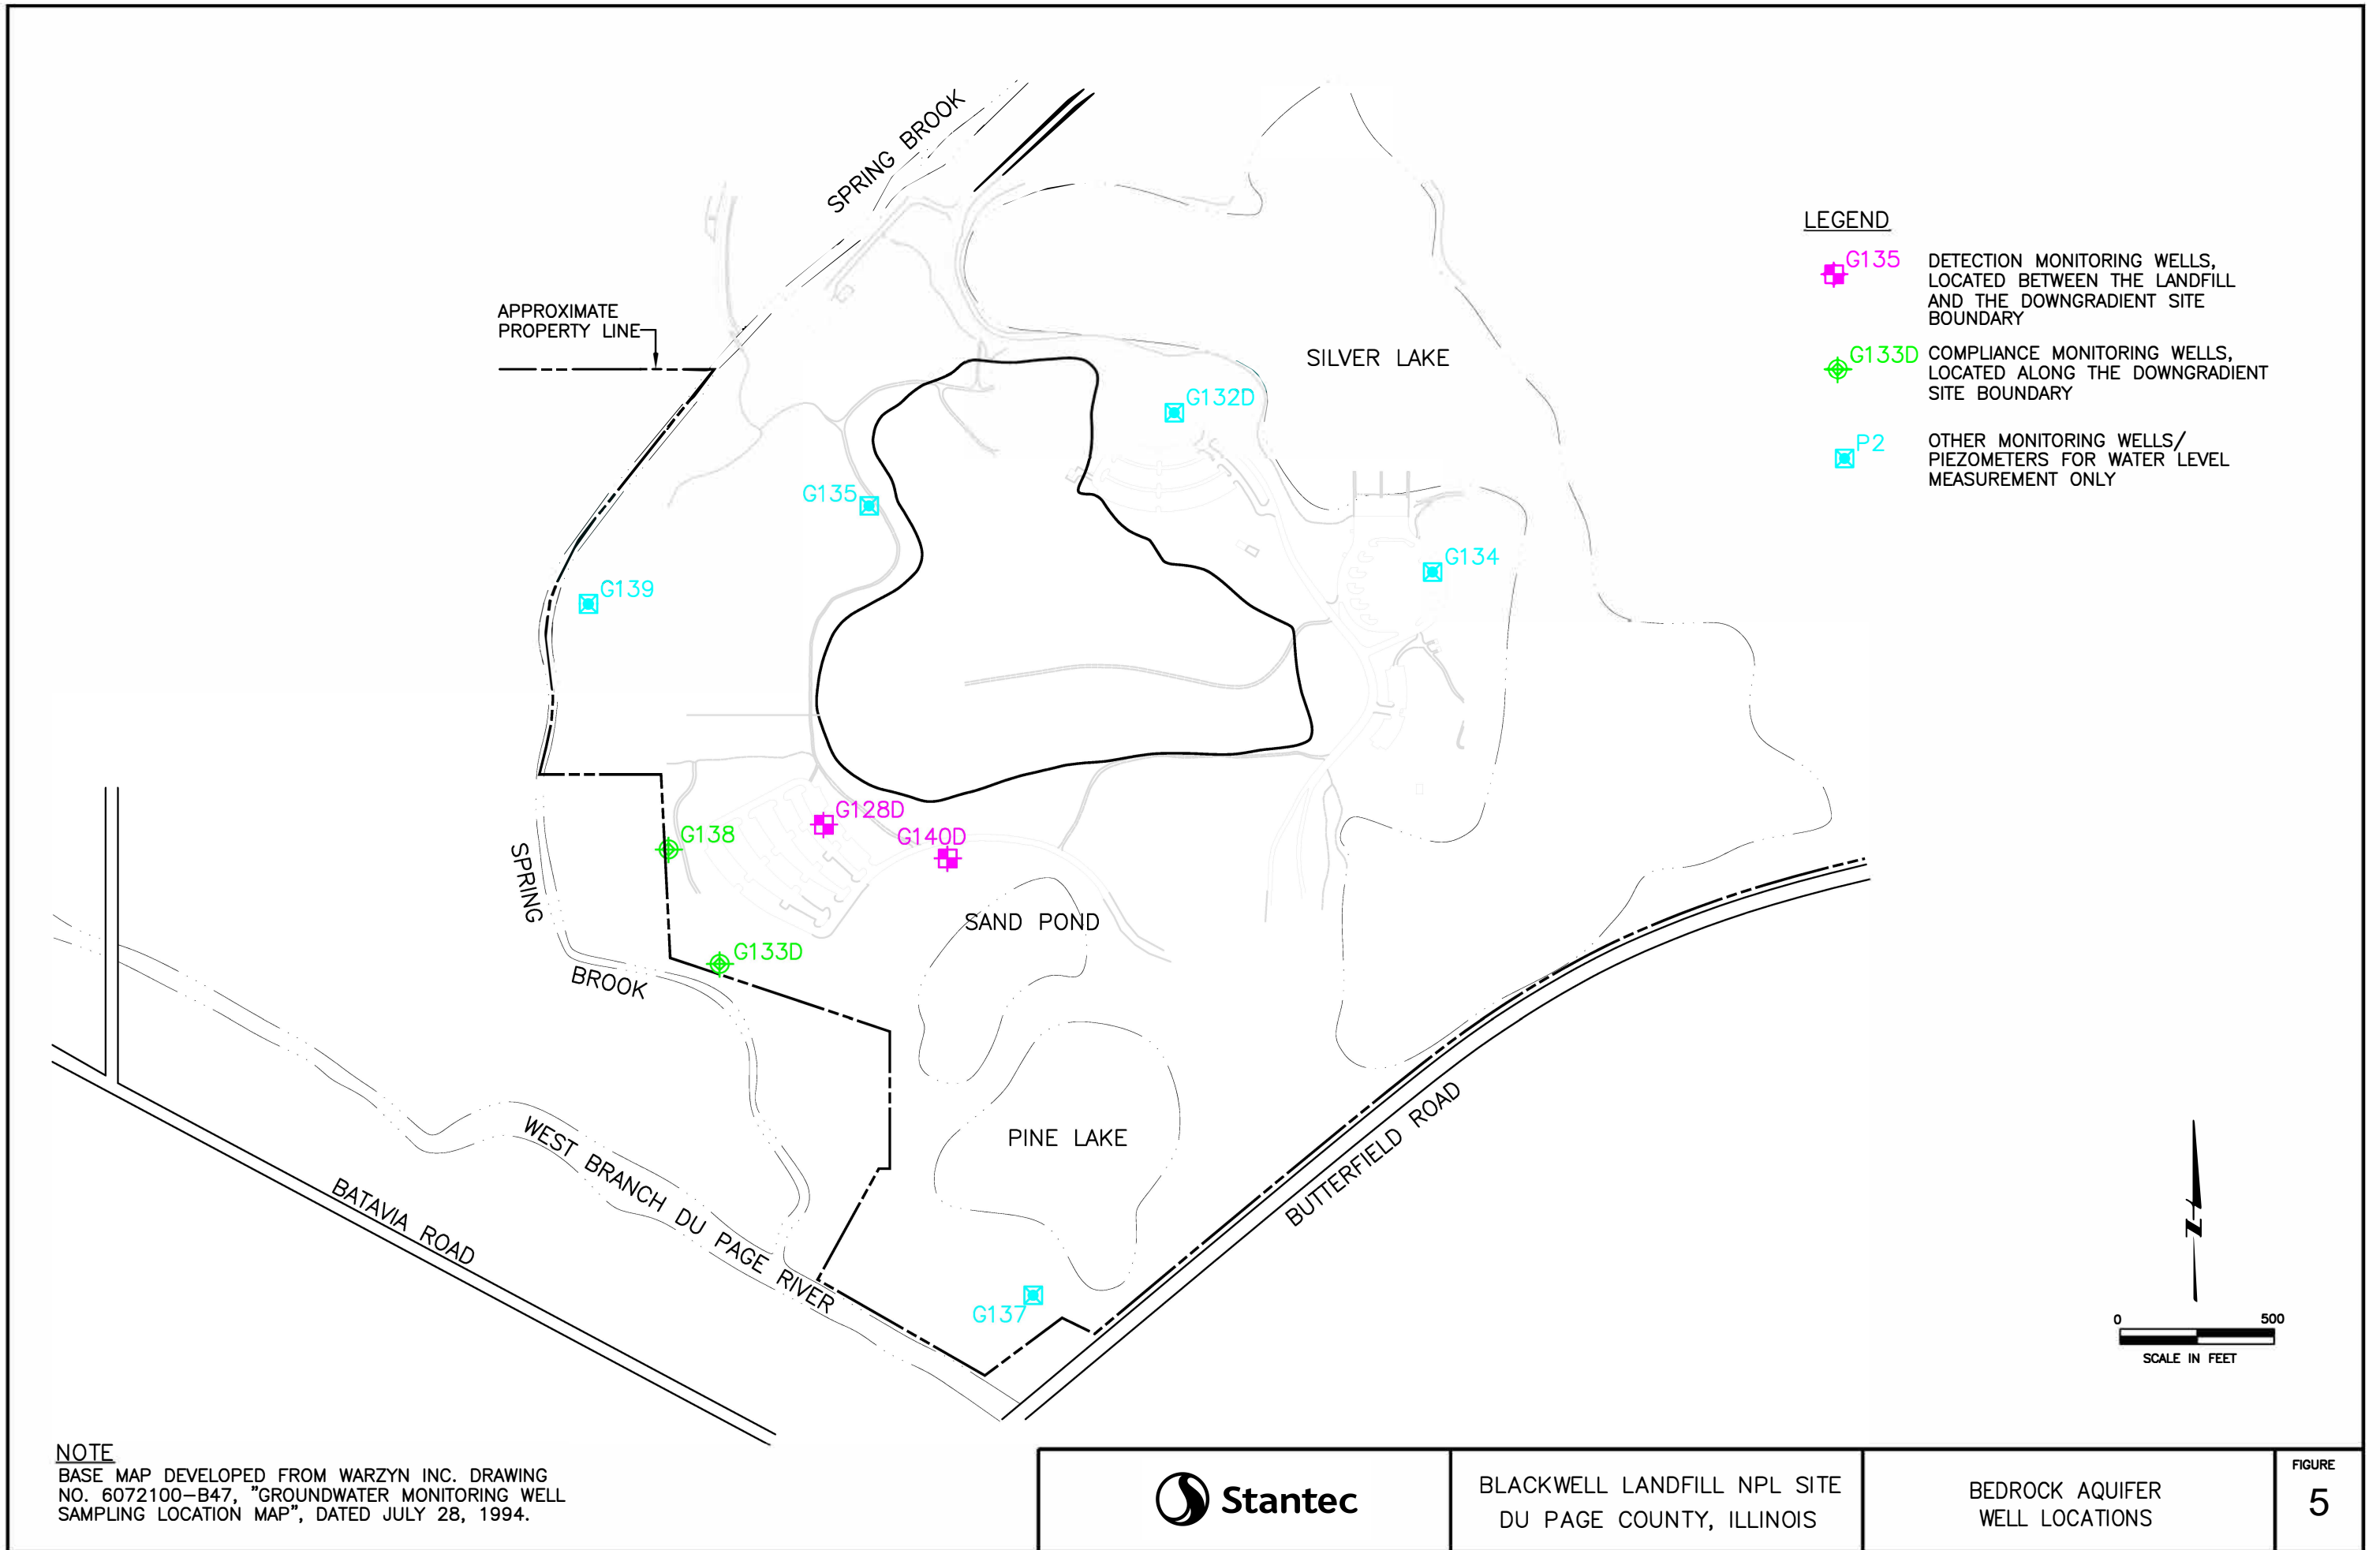 SPRING BROOK
APPROXIMATE
PROPERTY LINE
SILVER LAKE
LEGEND
G135
DETECTION MONITORING WELLS,
LOCATED BETWEEN THE LANDFILL
AND THE DOWNGRADIENT SITE
BOUNDARY
G133D
COMPLIANCE MONITORING WELLS,
LOCATED ALONG THE DOWNGRADIENT
SITE BOUNDARY
P2
OTHER MONITORING WELLS/
PIEZOMETERS FOR WATER LEVEL
MEASUREMENT ONLY
G132D
G135
G134
G139
G128D
G138
G140D
SPRING
SAND POND
G133D
BROOK
PINE LAKE
WEST BRANCH DU PAGE RIVER
BATAVIA ROAD
BUTTERFIELD ROAD
G137
N
0 500
SCALE IN FEET
NOTE
BASE MAP DEVELOPED FROM WARZYN INC. DRAWING
NO. 6072100-B47, "GROUNDWATER MONITORING WELL
SAMPLING LOCATION MAP", DATED JULY 28, 1994.
Stantec
BLACKWELL LANDFILL NPL SITE
DU PAGE COUNTY, ILLINOIS
BEDROCK AQUIFER
WELL LOCATIONS
FIGURE
5